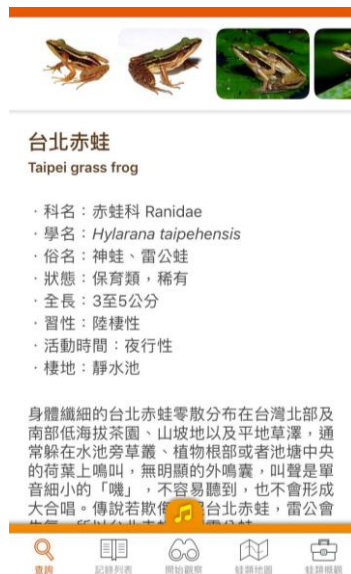 台北赤蛙
Taipei grass frog
·科名：赤蛙科 Ranidae
·學名：Hylarana taipehensis
·俗名：神蛙、雷公蛙
·狀態：保育類，稀有
·全長：3至5公分
·習性：陸棲性
·活動時間：夜行性
·棲地：靜水池
身體纖細的台北赤蛙零散分布在台灣北部及
南部低海拔茶園、山坡地以及平地草澤，通
常躲在水池旁草叢、植物根部或者池塘中央
的荷葉上鳴叫，無明顯的外鳴囊，叫聲是單
音細小的「嘰」，不容易聽到，也不會形成
大合唱。傳說若欺台北赤蛙，雷公會
查詢
記錄列表
開始觀察
蛙類地圖
蛙類概觀